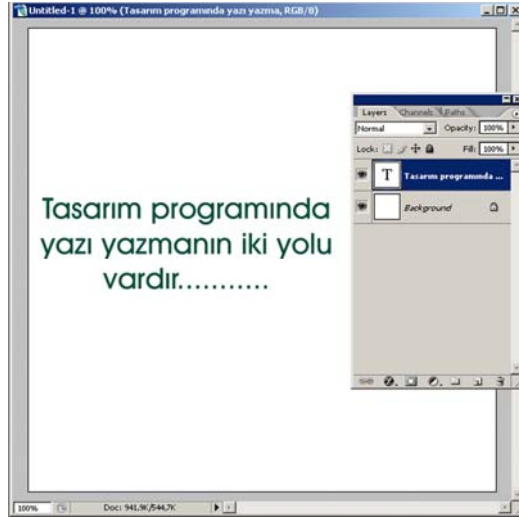 Untitled-1 @ 100% (Tasarım programında yazı yazma, RGB/8)
Layers Channels Paths
Normal Opacity: 100%
Lock: Fill: 100%
T Tasarım programında ...
Background
Tasarım programında
yazı yazmanın iki yolu
vardır...........
100% Doc: 941,9K/544,7K